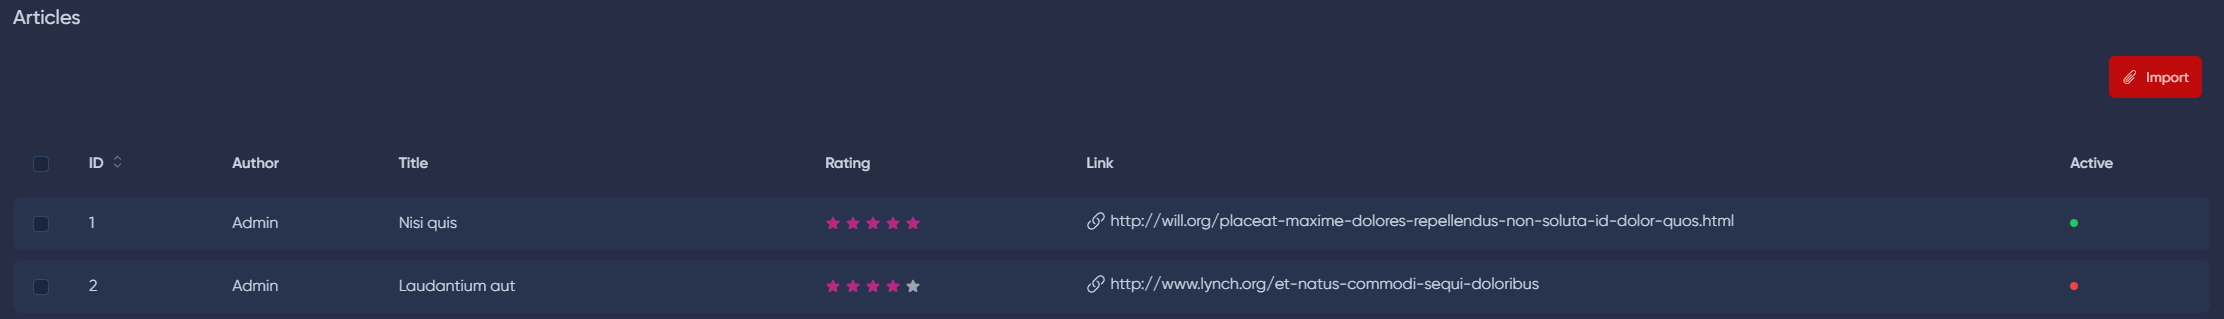 Articles
Import
ID Author Title Rating Link Active
1 Admin Nisi quis http://will.org/placeat-maxime-dolores-repellendus-non-soluta-id-dolor-quos.html
2 Admin Laudantium aut http://www.lynch.org/et-natus-commodi-sequi-doloribus